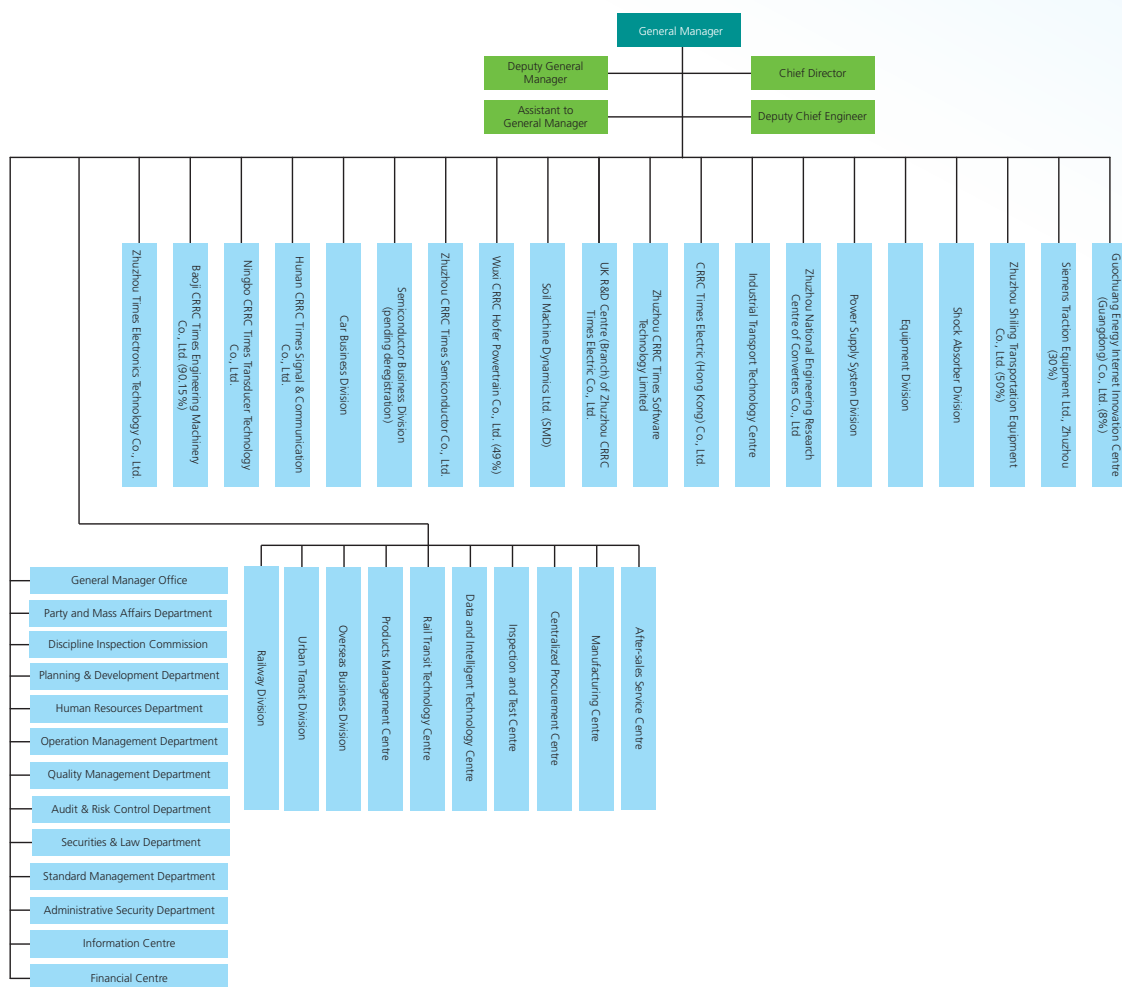 General Manager
Deputy General
Manager
Chief Director
Assistant to
General Manager
Deputy Chief Engineer
Zhuzhou Times Electronics Technology Co., Ltd.
Baoji CRRC Times Engineering Machinery
Co., Ltd. (90.15%)
Ningbo CRRC Times Transducer Technology
Co., Ltd.
Hunan CRRC Times Signal & Communication
Co., Ltd.
Car Business Division
Semiconductor Business Division
(pending deregistration)
Zhuzhou CRRC Times Semiconductor Co., Ltd.
Wuxi CRRC Hofer Powertrain Co., Ltd. (49%)
Soil Machine Dynamics Ltd. (SMD)
UK R&D Centre (Branch) of Zhuzhou CRRC
Times Electric Co., Ltd.
Zhuzhou CRRC Times Software
Technology Limited
CRRC Times Electric (Hong Kong) Co., Ltd.
Industrial Transport Technology Centre
Zhuzhou National Engineering Research
Centre of Converters Co., Ltd
Power Supply System Division
Equipment Division
Shock Absorber Division
Zhuzhou Shiling Transportation Equipment
Co., Ltd. (50%)
Siemens Traction Equipment Ltd., Zhuzhou
(30%)
Guochuang Energy Internet Innovation Centre
(Guangdong) Co., Ltd. (8%)
General Manager Office
Party and Mass Affairs Department
Discipline Inspection Commission
Planning & Development Department
Human Resources Department
Operation Management Department
Quality Management Department
Audit & Risk Control Department
Securities & Law Department
Standard Management Department
Administrative Security Department
Information Centre
Financial Centre
Railway Division
Urban Transit Division
Overseas Business Division
Products Management Centre
Rail Transit Technology Centre
Data and Intelligent Technology Centre
Inspection and Test Centre
Centralized Procurement Centre
Manufacturing Centre
After-sales Service Centre